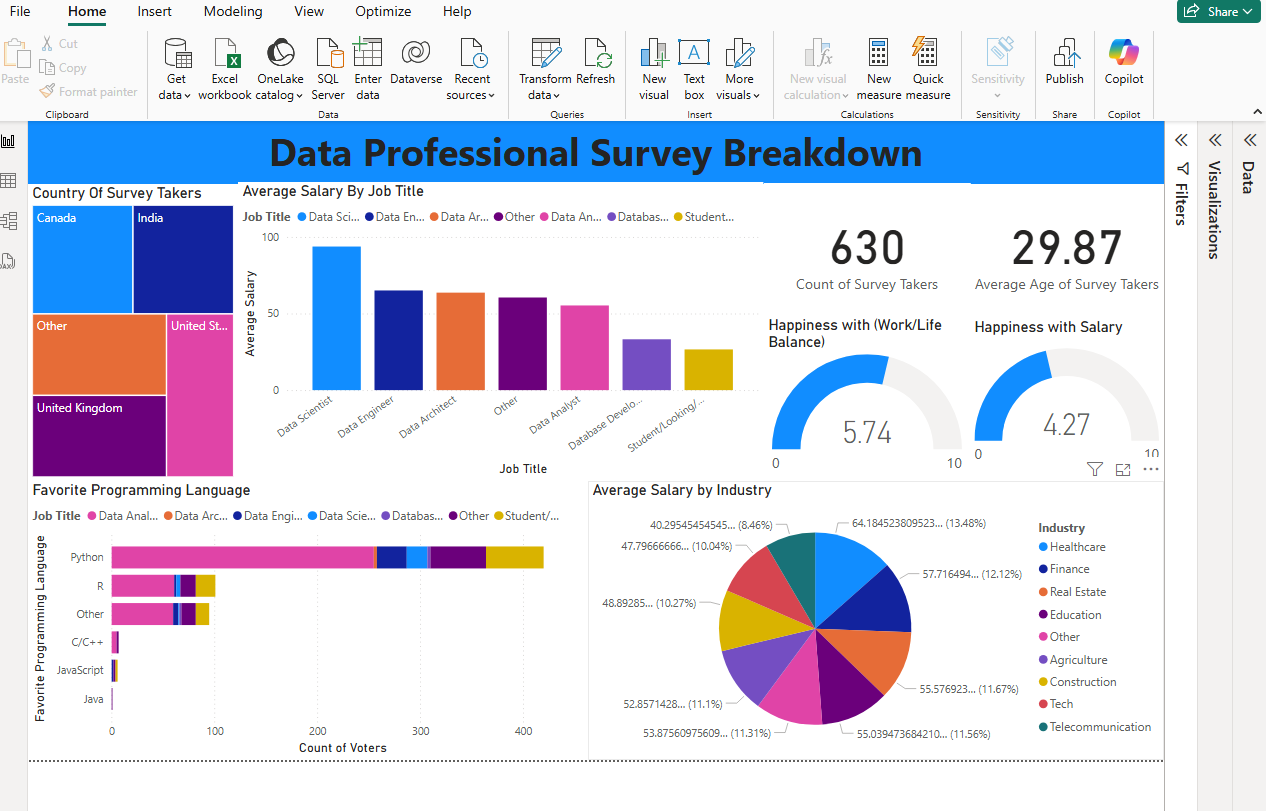 File Home Insert Modeling View Optimize Help
Share
Paste
Cut
Copy
Format painter
Clipboard
Get data
Excel workbook
OneLake catalog
SQL Server
Enter data
Dataverse
Recent sources
Data
Transform data
Refresh
Queries
New visual
Text box
More visuals
Insert
New visual calculation
New measure
Quick measure
Calculations
Sensitivity
Sensitivity
Publish
Share
Copilot
Copilot
Data Professional Survey Breakdown
Country Of Survey Takers
Canada
India
Other
United St...
United Kingdom
Average Salary By Job Title
Job Title Data Sci... Data En... Data Ar... Other Data An... Databas... Student...
Average Salary
100
50
0
Data Scientist
Data Engineer
Data Architect
Other
Data Analyst
Database Develo...
Student/Looking/...
Job Title
630
Count of Survey Takers
29.87
Average Age of Survey Takers
Happiness with (Work/Life
Balance)
5.74
0
10
Happiness with Salary
4.27
0
10
Filters
Visualizations
Data
Favorite Programming Language
Job Title Data Anal... Data Arc... Data Engi... Data Scie... Databas... Other Student/...
Favorite Programming Language
Python
R
Other
C/C++
JavaScript
Java
0 100 200 300 400
Count of Voters
Average Salary by Industry
64.184523809523... (13.48%)
57.716494... (12.12%)
55.576923... (11.67%)
55.039473684210... (11.56%)
53.87560975609... (11.31%)
52.8571428... (11.1%)
48.89285... (10.27%)
47.79666666... (10.04%)
40.29545454545... (8.46%)
Industry
Healthcare
Finance
Real Estate
Education
Other
Agriculture
Construction
Tech
Telecommunication